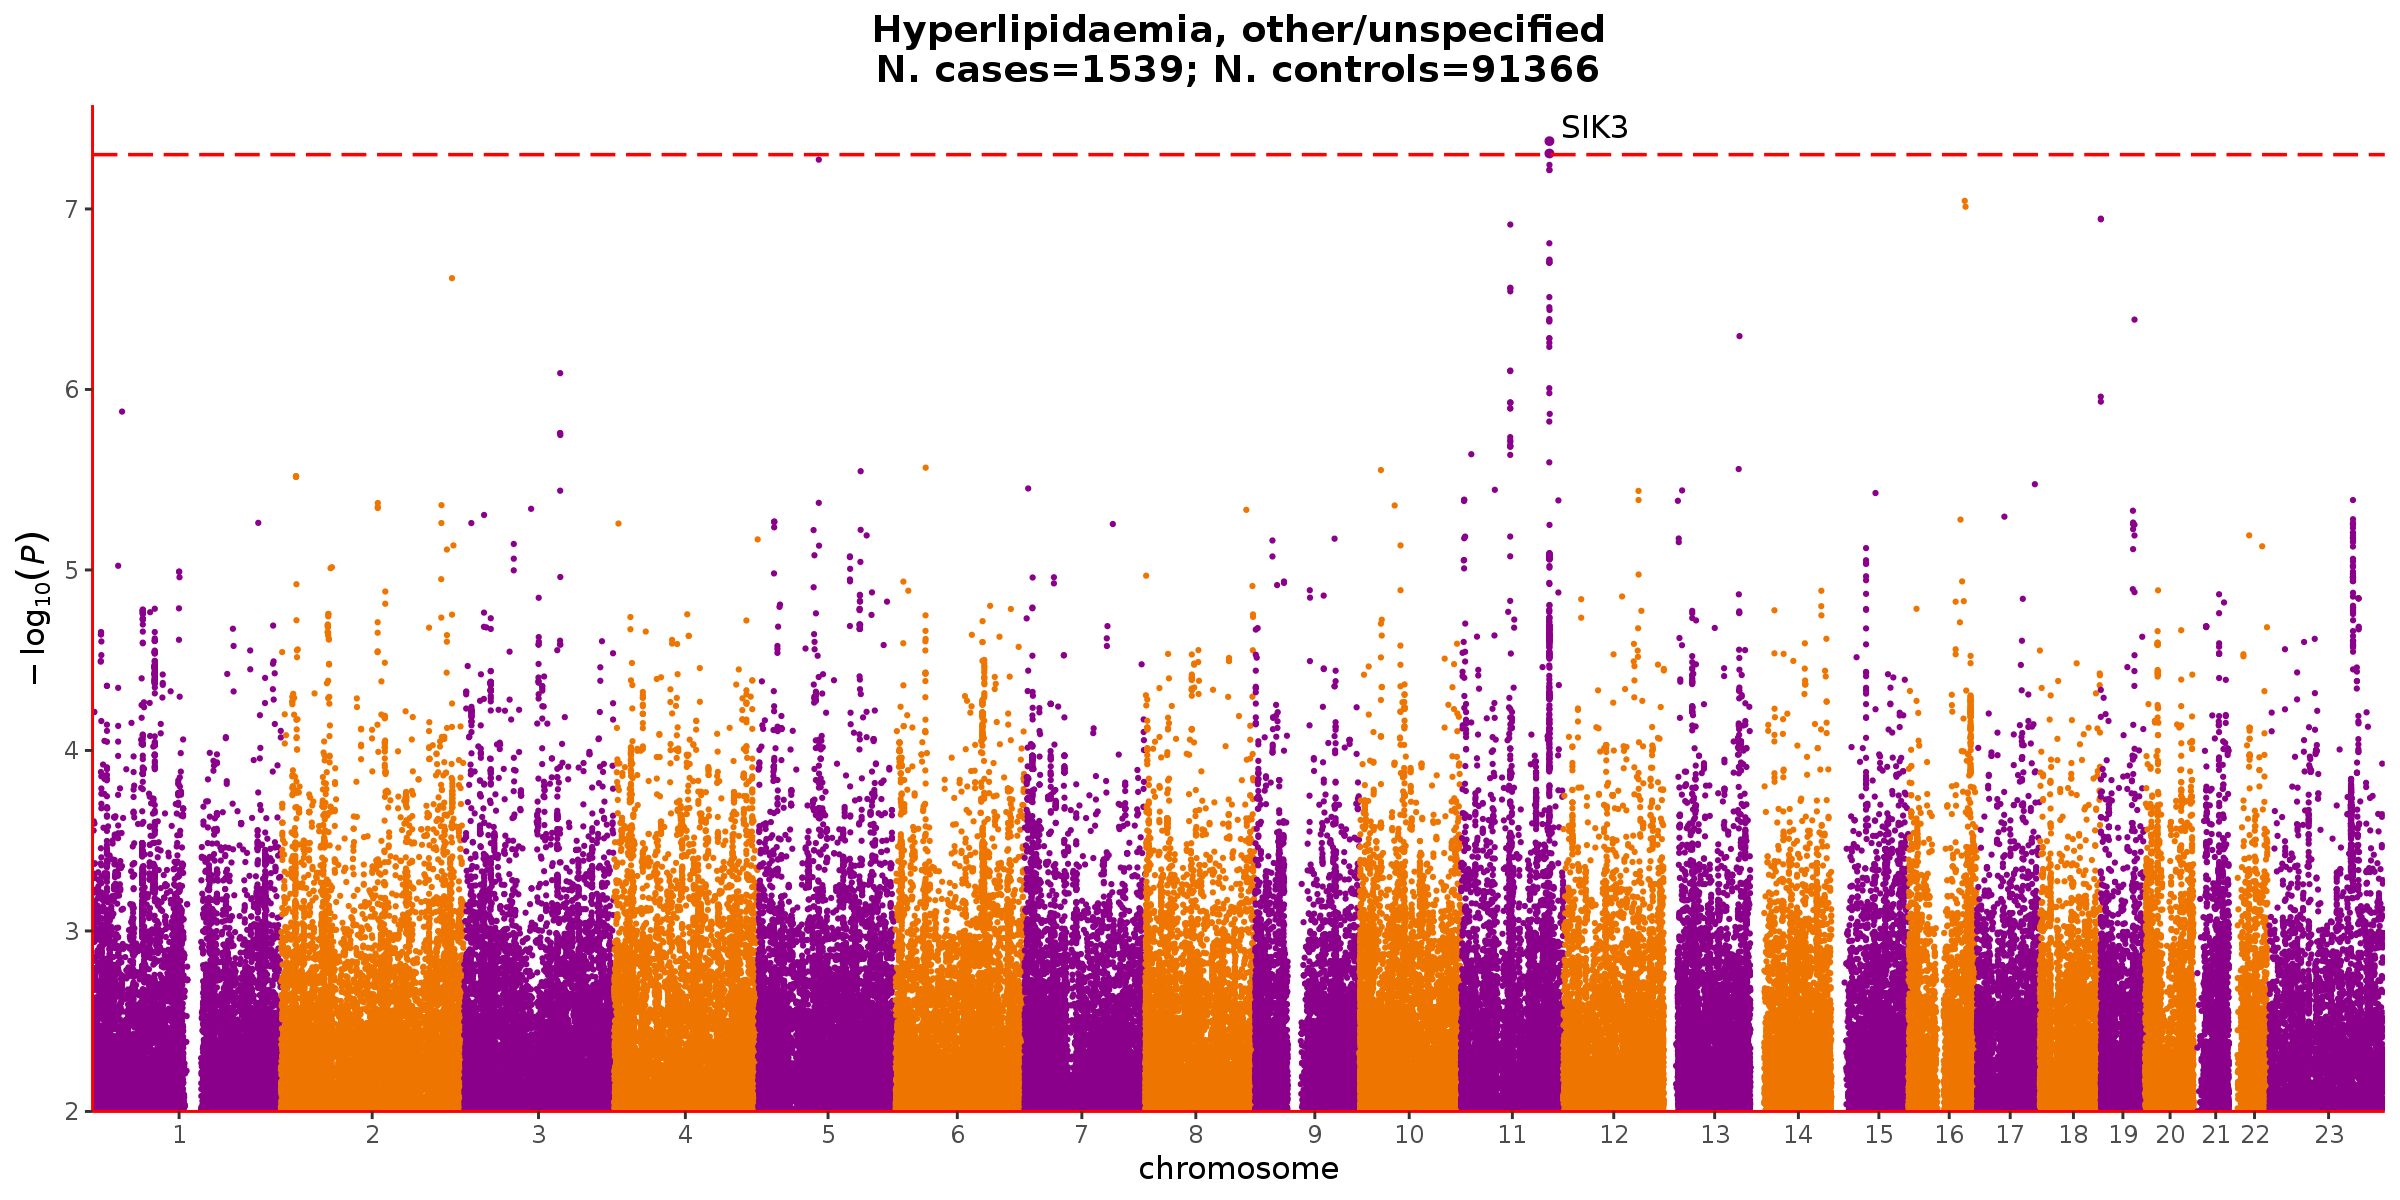 Hyperlipidaemia, other/unspecified
N. cases=1539; N. controls=91366
SIK3
7
6
5
4
3
2
−log10(P)
1 2 3 4 5 6 7 8 9 10 11 12 13 14 15 16 17 18 19 20 21 22 23
chromosome